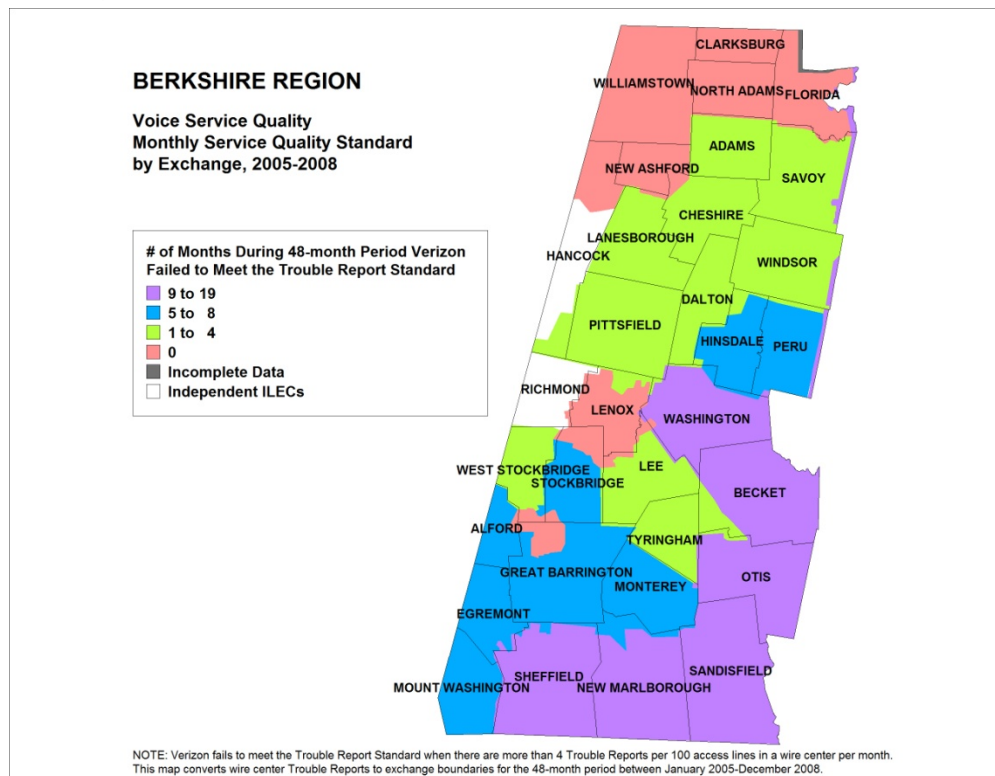 BERKSHIRE REGION
Voice Service Quality
Monthly Service Quality Standard
by Exchange, 2005-2008
# of Months During 48-month Period Verizon
Failed to Meet the Trouble Report Standard
9 to 19
5 to 8
1 to 4
0
Incomplete Data
Independent ILECs
CLARKSBURG
WILLIAMSTOWN
NORTH ADAMS
FLORIDA
ADAMS
NEW ASHFORD
SAVOY
CHESHIRE
LANESBOROUGH
HANCOCK
WINDSOR
DALTON
PITTSFIELD
HINSDALE
PERU
RICHMOND
LENOX
WASHINGTON
LEE
WEST STOCKBRIDGE
STOCKBRIDGE
BECKET
ALFORD
TYRINGHAM
GREAT BARRINGTON
OTIS
MONTEREY
EGREMONT
SANDISFIELD
SHEFFIELD
MOUNT WASHINGTON
NEW MARLBOROUGH
NOTE: Verizon fails to meet the Trouble Report Standard when there are more than 4 Trouble Reports per 100 access lines in a wire center per month.
This map converts wire center Trouble Reports to exchange boundaries for the 48-month period between January 2005-December 2008.